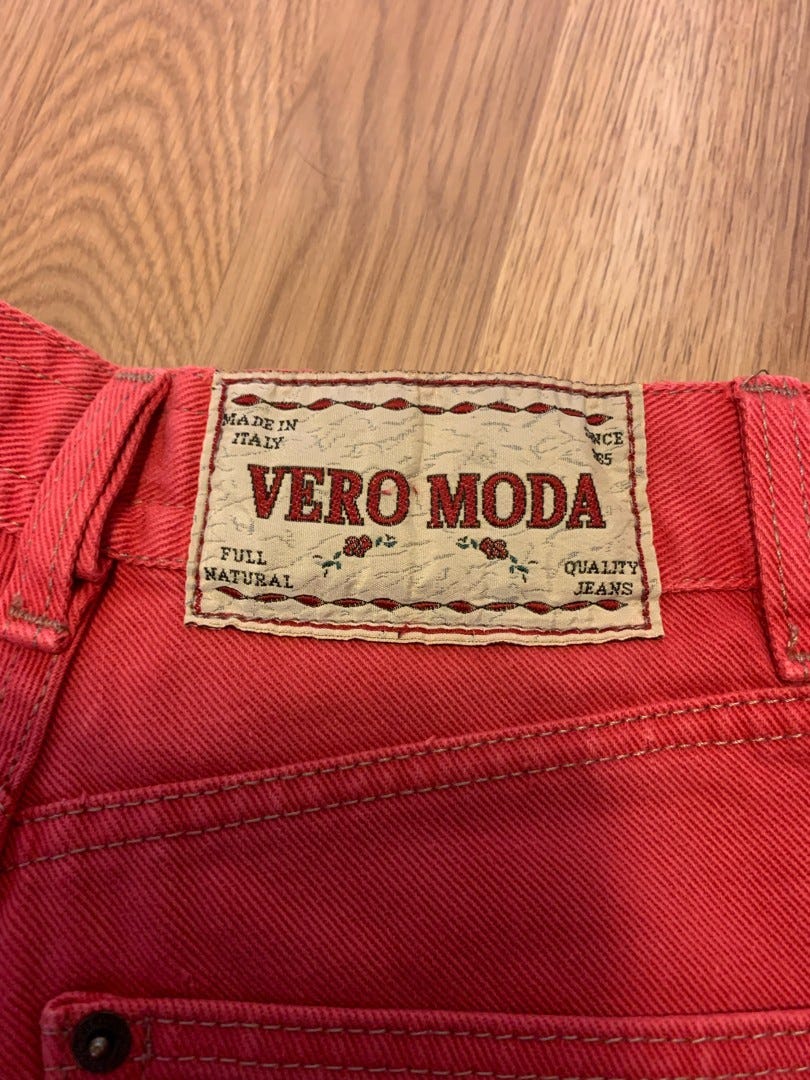 MADE IN
ITALY
VERO MODA
FULL
NATURAL
QUALITY
JEANS